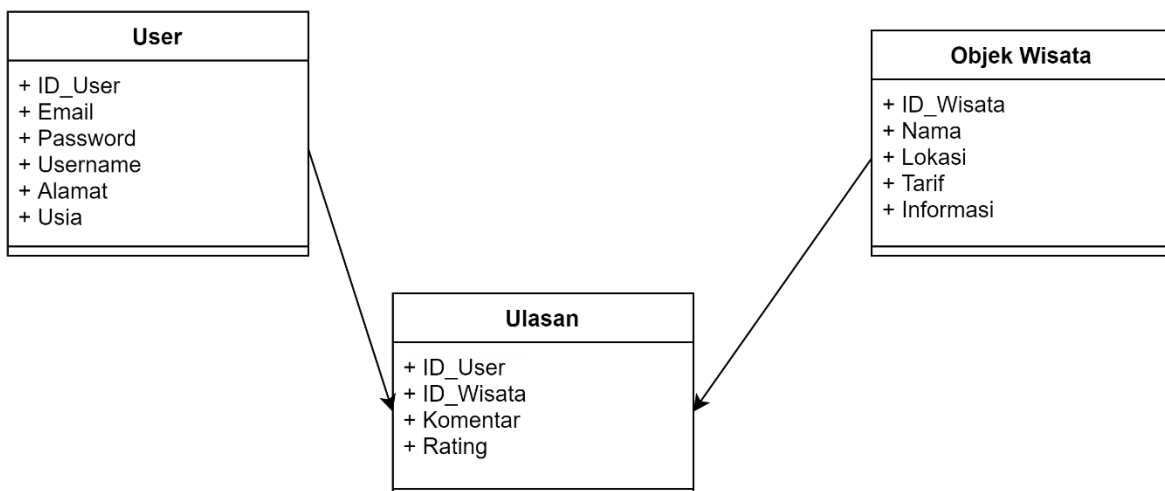 User
+ ID_User
+ Email
+ Password
+ Username
+ Alamat
+ Usia
Objek Wisata
+ ID_Wisata
+ Nama
+ Lokasi
+ Tarif
+ Informasi
Ulasan
+ ID_User
+ ID_Wisata
+ Komentar
+ Rating